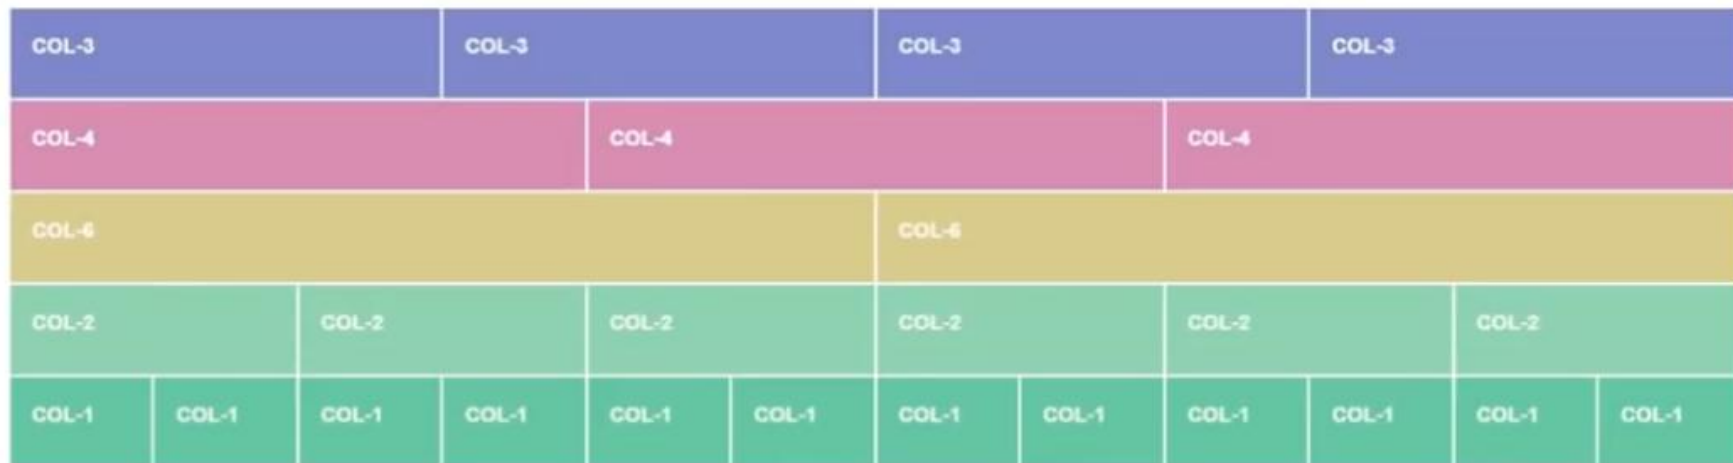 COL-3 COL-3 COL-3 COL-3
COL-4 COL-4 COL-4
COL-6 COL-6
COL-2 COL-2 COL-2 COL-2 COL-2 COL-2
COL-1 COL-1 COL-1 COL-1 COL-1 COL-1 COL-1 COL-1 COL-1 COL-1 COL-1 COL-1